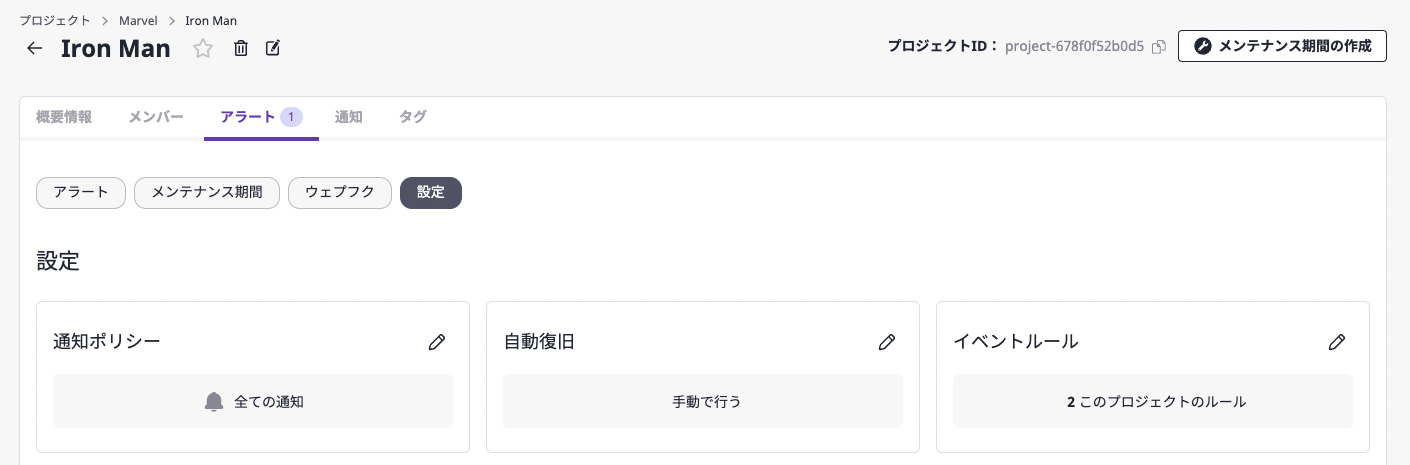 プロジェクト > Marvel > Iron Man
Iron Man
プロジェクトID： project-678f0f52b0d5
メンテナンス期間の作成
概要情報 メンバー アラート 1 通知 タグ
アラート メンテナンス期間 ウェブフク 設定
設定
通知ポリシー
全ての通知
自動復旧
手動で行う
イベントルール
2 このプロジェクトのルール